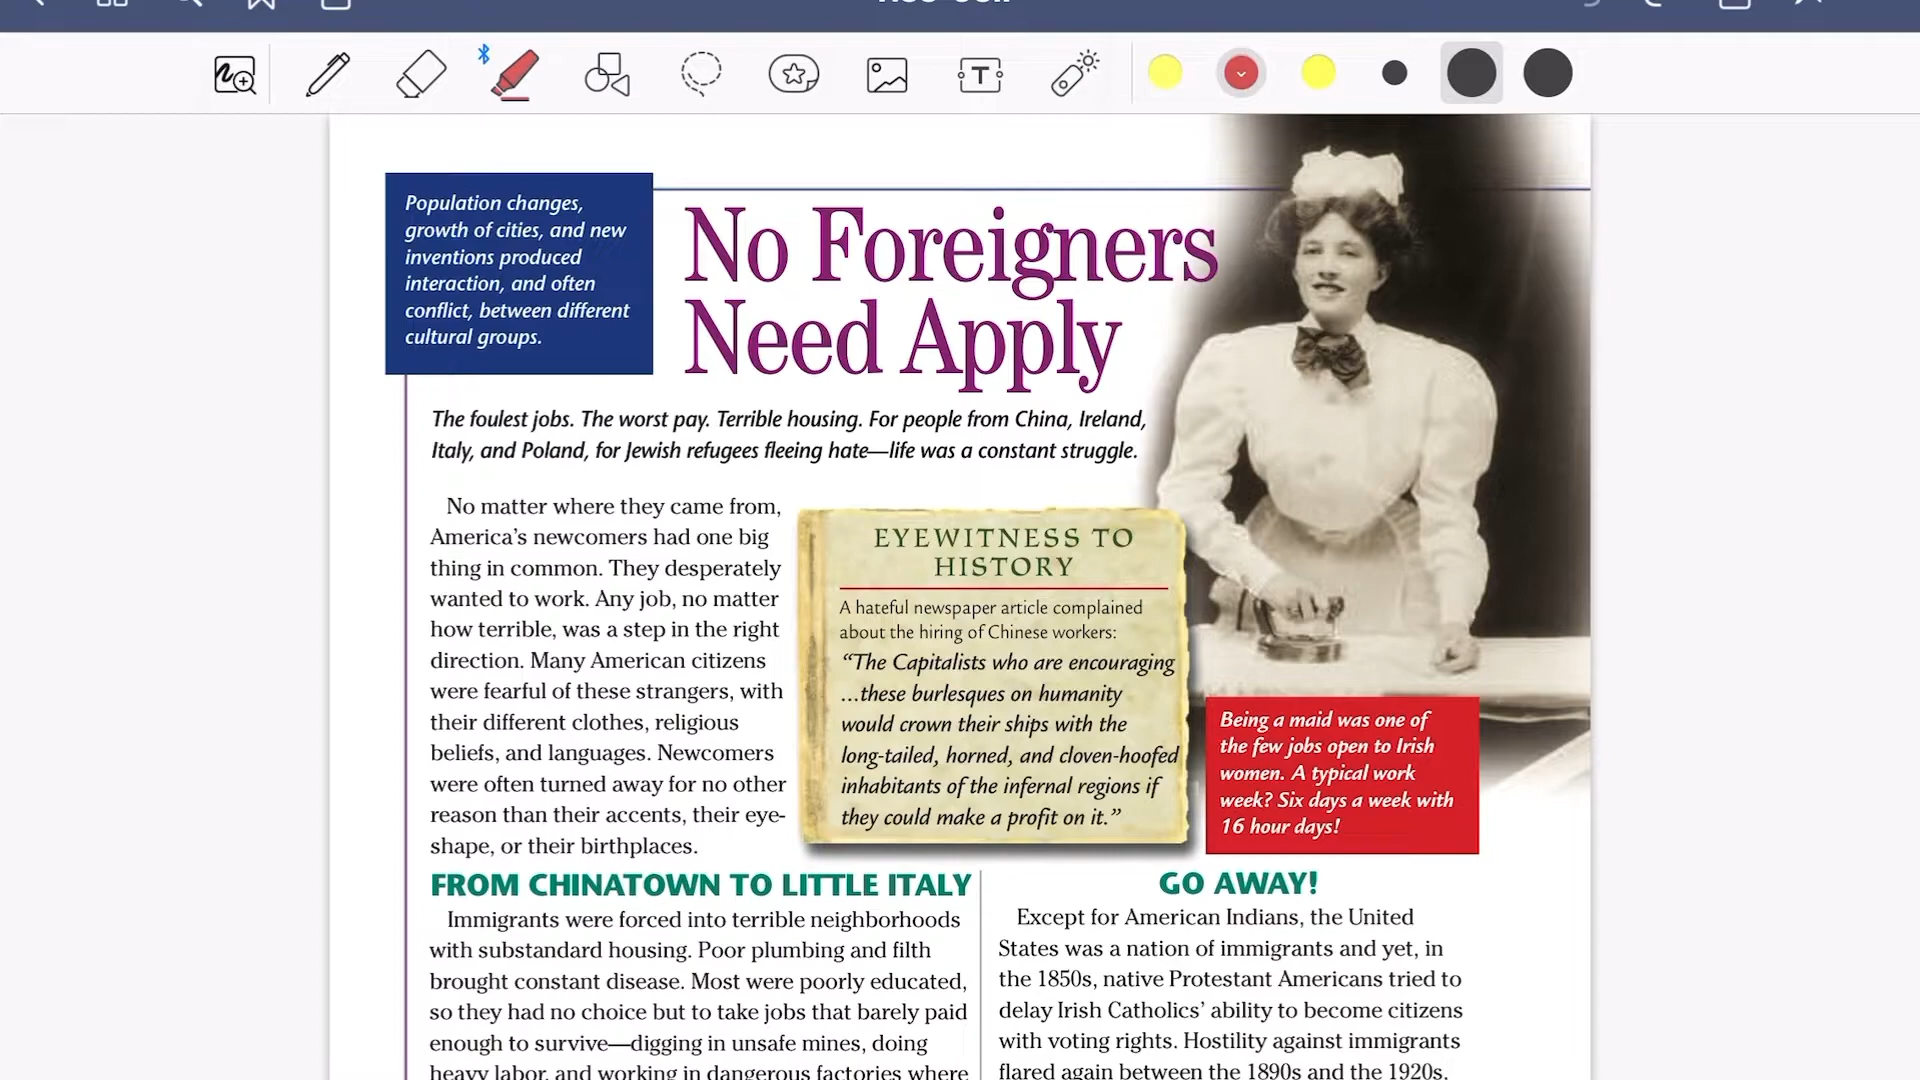 Population changes,
growth of cities, and new
inventions produced
interaction, and often
conflict, between different
cultural groups.
No Foreigners
Need Apply
The foulest jobs. The worst pay. Terrible housing. For people from China, Ireland,
Italy, and Poland, for Jewish refugees fleeing hate—life was a constant struggle.
No matter where they came from,
America's newcomers had one big
thing in common. They desperately
wanted to work. Any job, no matter
how terrible, was a step in the right
direction. Many American citizens
were fearful of these strangers, with
their different clothes, religious
beliefs, and languages. Newcomers
were often turned away for no other
reason than their accents, their eye-
shape, or their birthplaces.
EYEWITNESS TO
HISTORY
A hateful newspaper article complained
about the hiring of Chinese workers:
“The Capitalists who are encouraging
…these burlesques on humanity
would crown their ships with the
long-tailed, horned, and cloven-hoofed
inhabitants of the infernal regions if
they could make a profit on it.”
Being a maid was one of
the few jobs open to Irish
women. A typical work
week? Six days a week with
16 hour days!
FROM CHINATOWN TO LITTLE ITALY
Immigrants were forced into terrible neighborhoods
with substandard housing. Poor plumbing and filth
brought constant disease. Most were poorly educated,
so they had no choice but to take jobs that barely paid
enough to survive—digging in unsafe mines, doing
heavy labor, and working in dangerous factories where
GO AWAY!
Except for American Indians, the United
States was a nation of immigrants and yet, in
the 1850s, native Protestant Americans tried to
delay Irish Catholics' ability to become citizens
with voting rights. Hostility against immigrants
flared again between the 1890s and the 1920s.